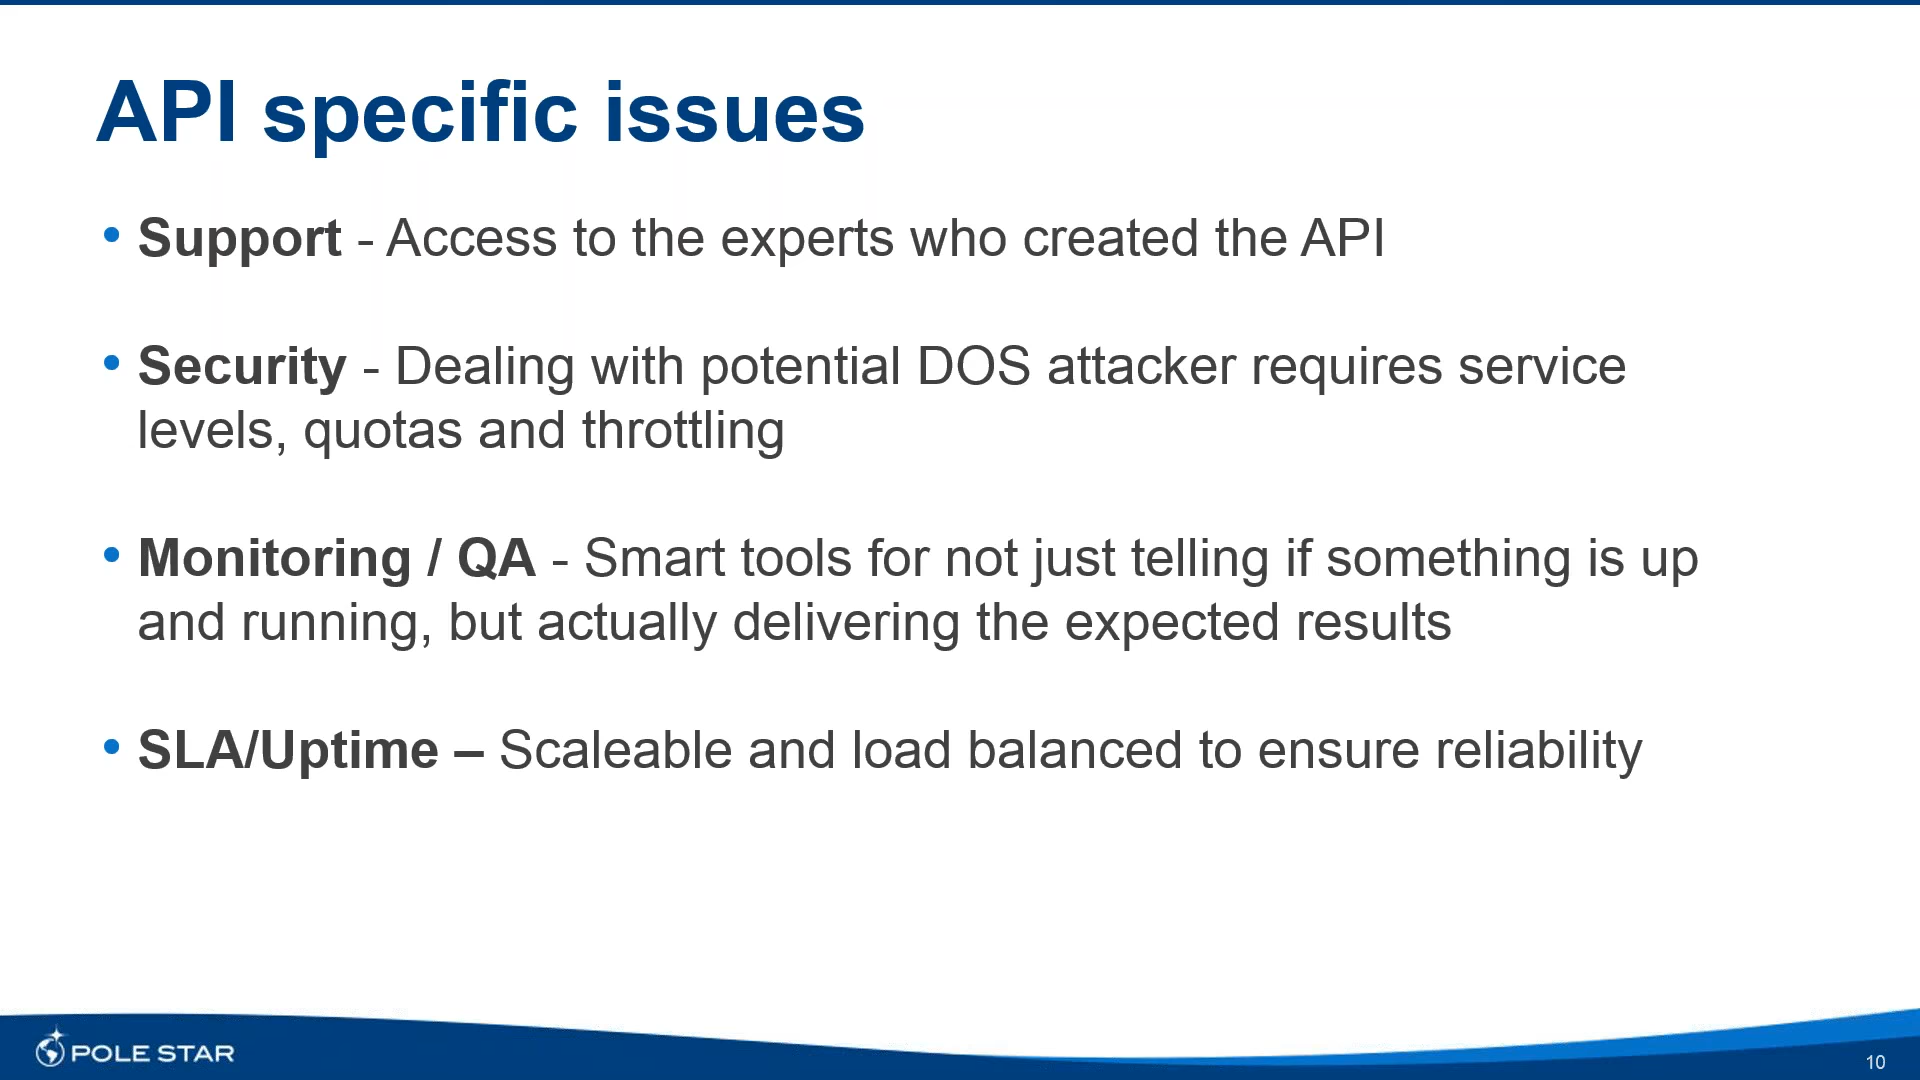 API specific issues
• Support - Access to the experts who created the API
• Security - Dealing with potential DOS attacker requires service
levels, quotas and throttling
• Monitoring / QA - Smart tools for not just telling if something is up
and running, but actually delivering the expected results
• SLA/Uptime – Scaleable and load balanced to ensure reliability
POLE STAR
10